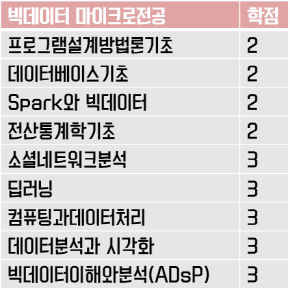 빅데이터 마이크로전공 학점
프로그램설계방법론기초 2
데이터베이스기초 2
Spark와 빅데이터 2
전산통계학기초 2
소셜네트워크분석 3
딥러닝 3
컴퓨팅과데이터처리 3
데이터분석과 시각화 3
빅데이터이해와분석(ADsP) 3